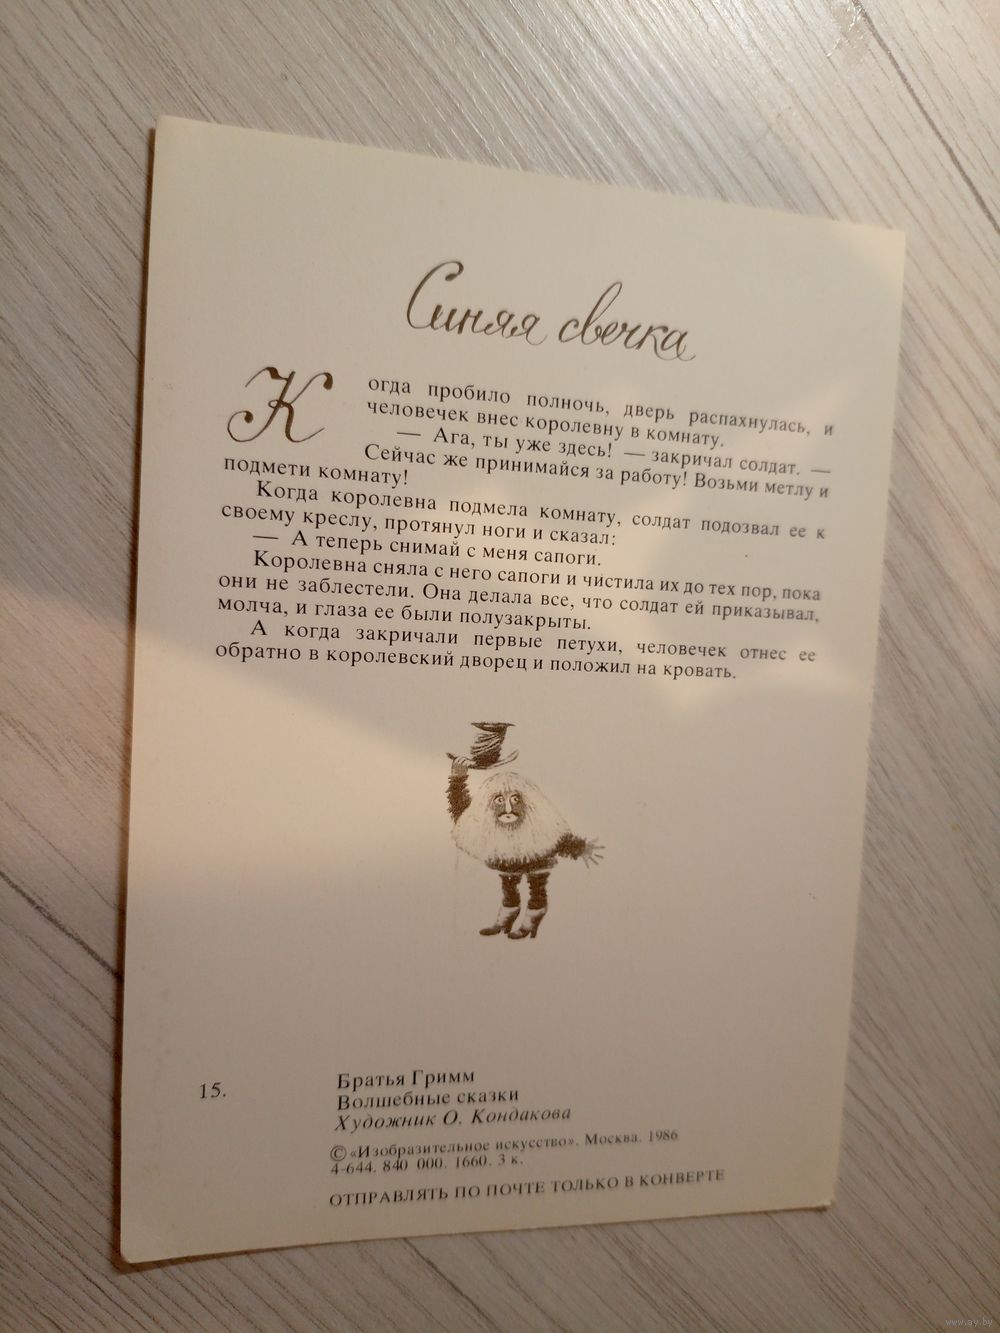 Синяя свечка
Когда пробило полночь, дверь распахнулась, и
человечек внес королевну в комнату.
— Ага, ты уже здесь! — закричал солдат. —
Сейчас же принимайся за работу! Возьми метлу и
подмети комнату!
Когда королевна подмела комнату, солдат подозвал ее к
своему креслу, протянул ноги и сказал:
— А теперь снимай с меня сапоги.
Королевна сняла с него сапоги и чистила их до тех пор, пока
они не заблестели. Она делала все, что солдат ей приказывал,
молча, и глаза ее были полузакрыты.
А когда закричали первые петухи, человечек отнес ее
обратно в королевский дворец и положил на кровать.
15.
Братья Гримм
Волшебные сказки
Художник О. Кондакова
© «Изобразительное искусство». Москва. 1986
4-644. 840 000. 1660. 3 к.
ОТПРАВЛЯТЬ ПО ПОЧТЕ ТОЛЬКО В КОНВЕРТЕ
www.ay.by